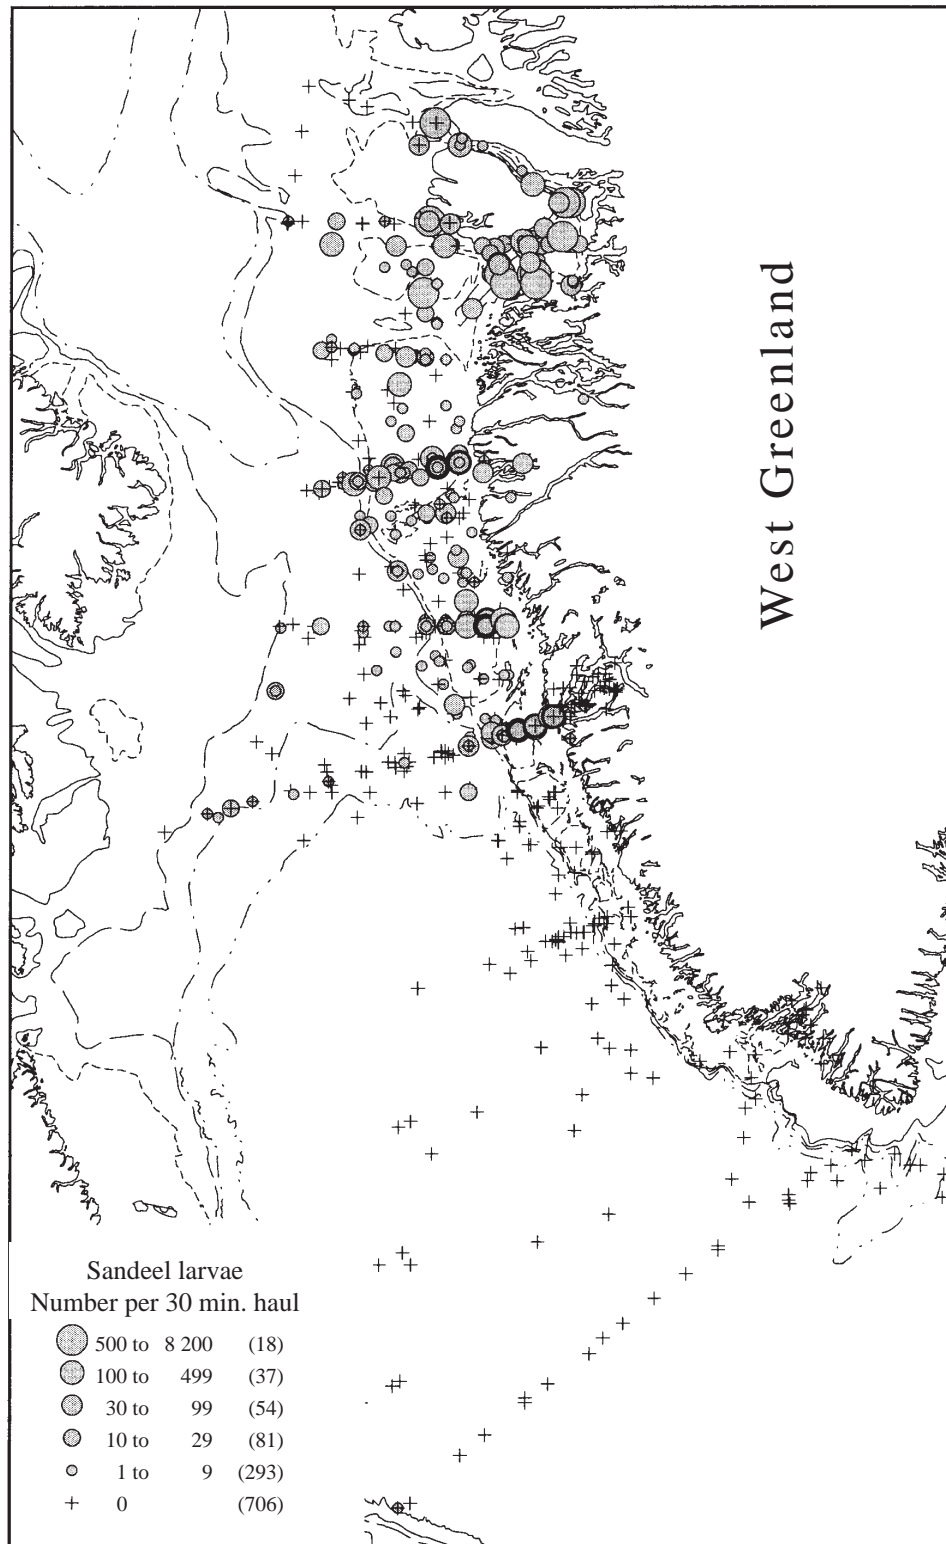 West Greenland
Sandeel larvae
Number per 30 min. haul
500 to 8 200 (18)
100 to 499 (37)
30 to 99 (54)
10 to 29 (81)
1 to 9 (293)
0 (706)